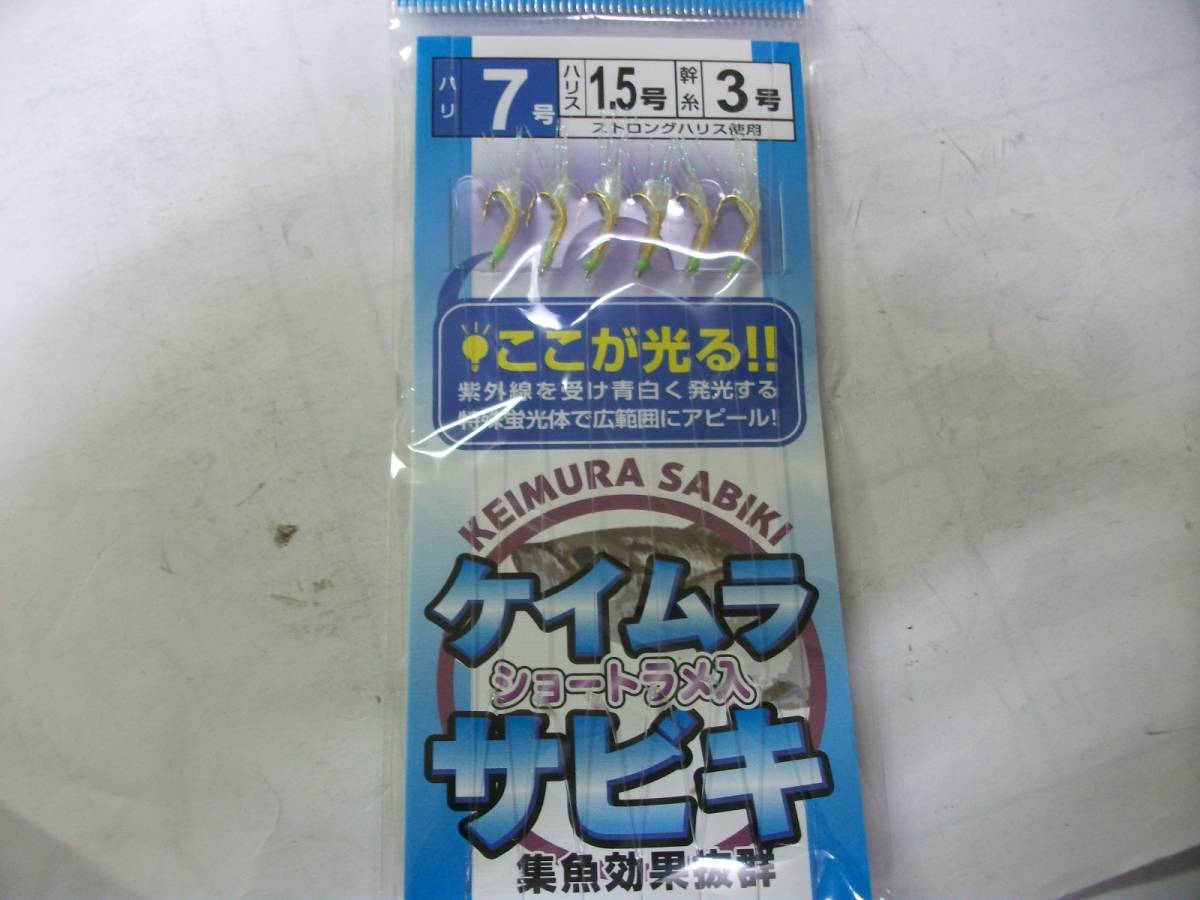 ハリ 7号 ハリス 1.5号 幹糸 3号
ストロングハリス使用
ここが光る!!
紫外線を受け青白く発光する
特殊蛍光体で広範囲にアピール!
KEIMURA SABIKI
ケイムラ
ショートラメ入
サビキ
集魚効果抜群